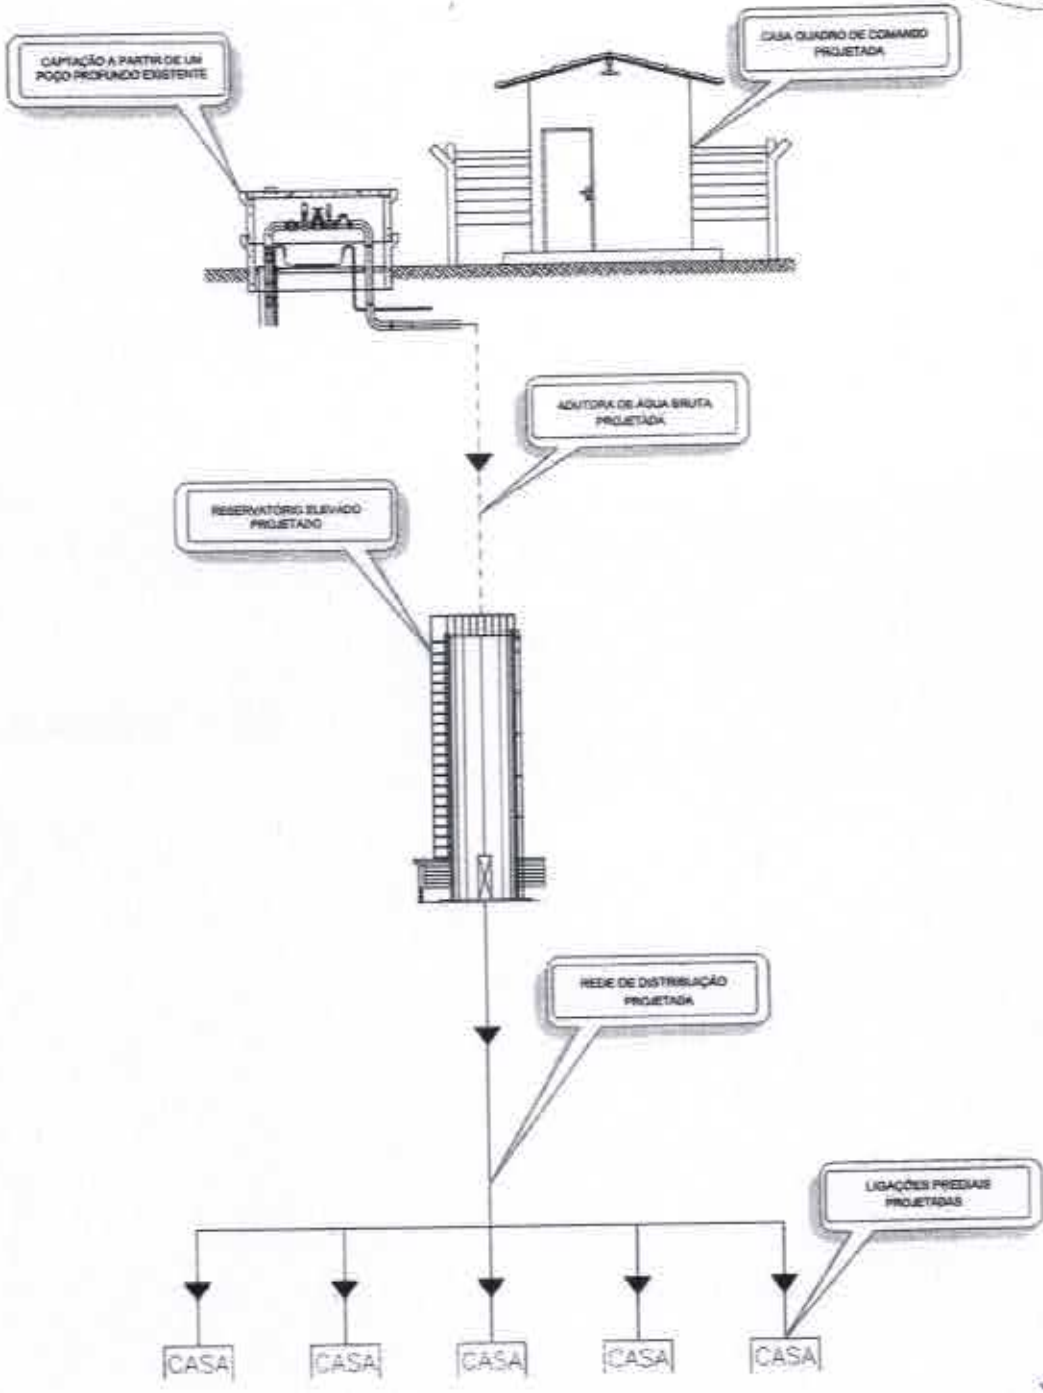 CAPTAÇÃO A PARTIR DE UM
POÇO PROFUNDO EXISTENTE
CASA QUADRO DE COMANDO
PROJETADA
ADUTORA DE ÁGUA BRUTA
PROJETADA
RESERVATÓRIO ELEVADO
PROJETADO
REDE DE DISTRIBUIÇÃO
PROJETADA
LIGAÇÕES PREDIAIS
PROJETADAS
CASA
CASA
CASA
CASA
CASA